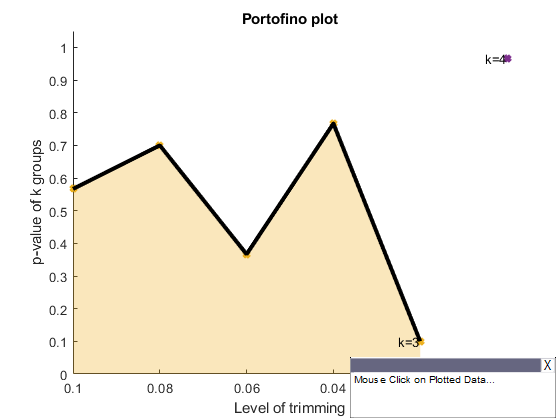 Portofino plot
1
k=4
0.9
0.8
0.7
0.6
0.5
0.4
0.3
0.2
0.1
0
p-value of k groups
k=3
X
Mouse Click on Plotted Data...
0.1 0.08 0.06 0.04
Level of trimming